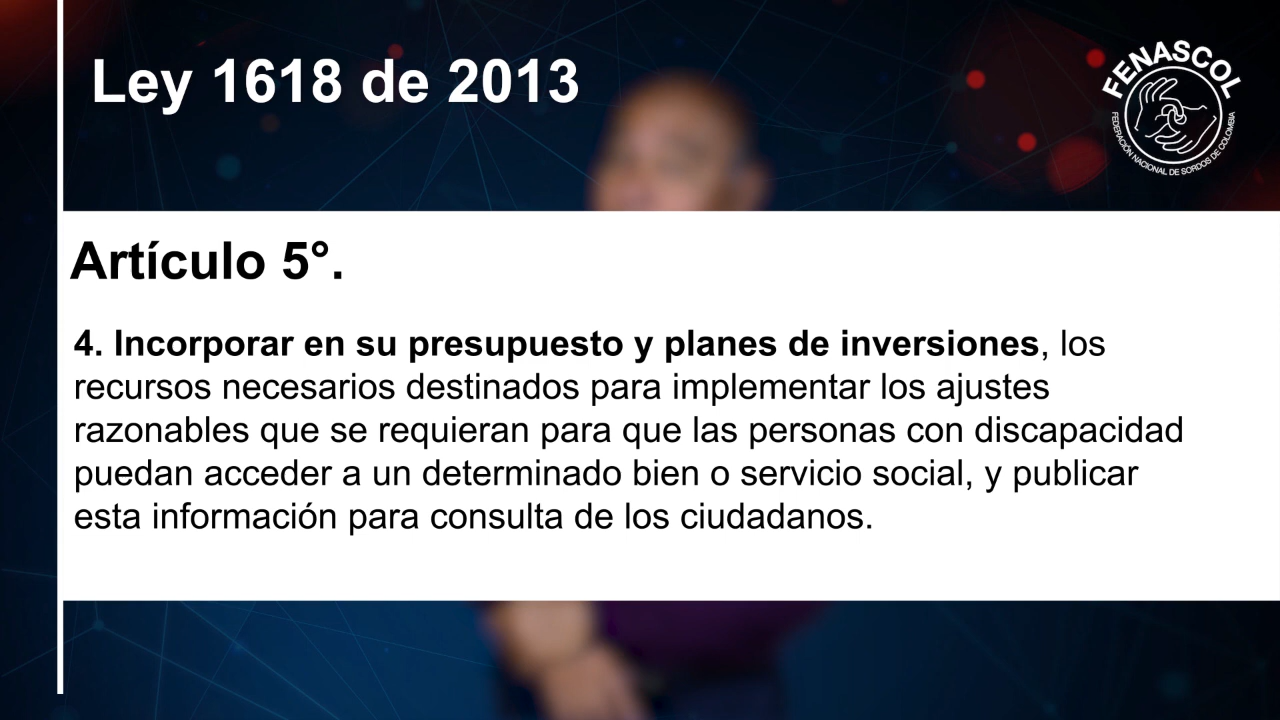 Ley 1618 de 2013
FENASCOL
FEDERACIÓN NACIONAL DE SORDOS DE COLOMBIA
Artículo 5°.
4. Incorporar en su presupuesto y planes de inversiones, los
recursos necesarios destinados para implementar los ajustes
razonables que se requieran para que las personas con discapacidad
puedan acceder a un determinado bien o servicio social, y publicar
esta información para consulta de los ciudadanos.